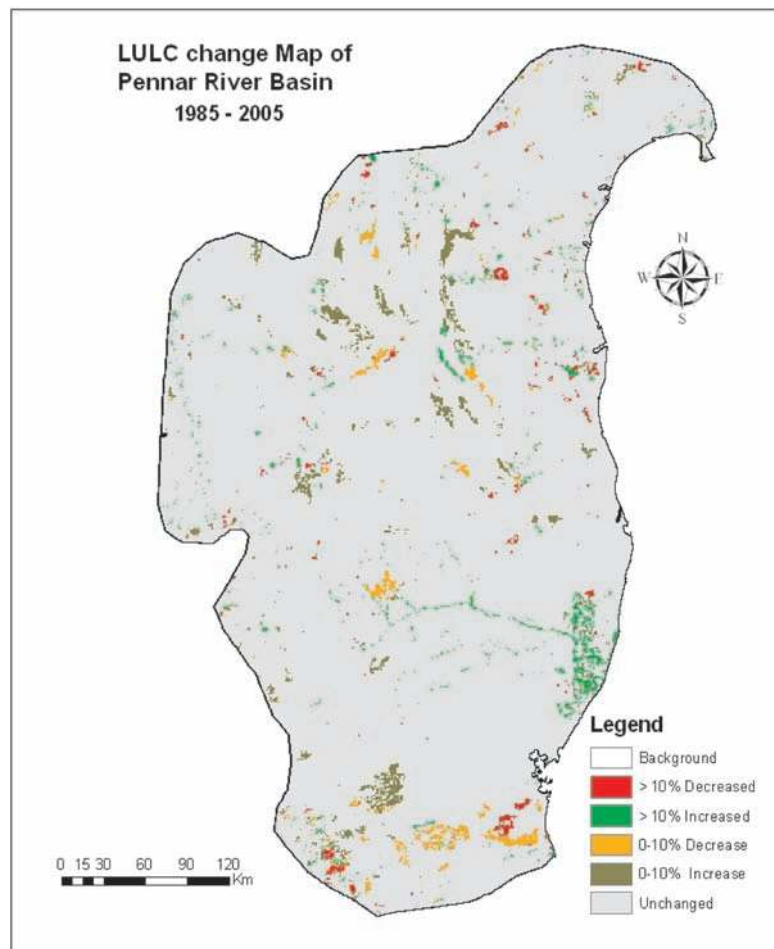 LULC change Map of
Pennar River Basin
1985 - 2005
N
W E
S
Legend
Background
> 10% Decreased
> 10% Increased
0-10% Decrease
0-10% Increase
Unchanged
0 15 30 60 90 120
Km